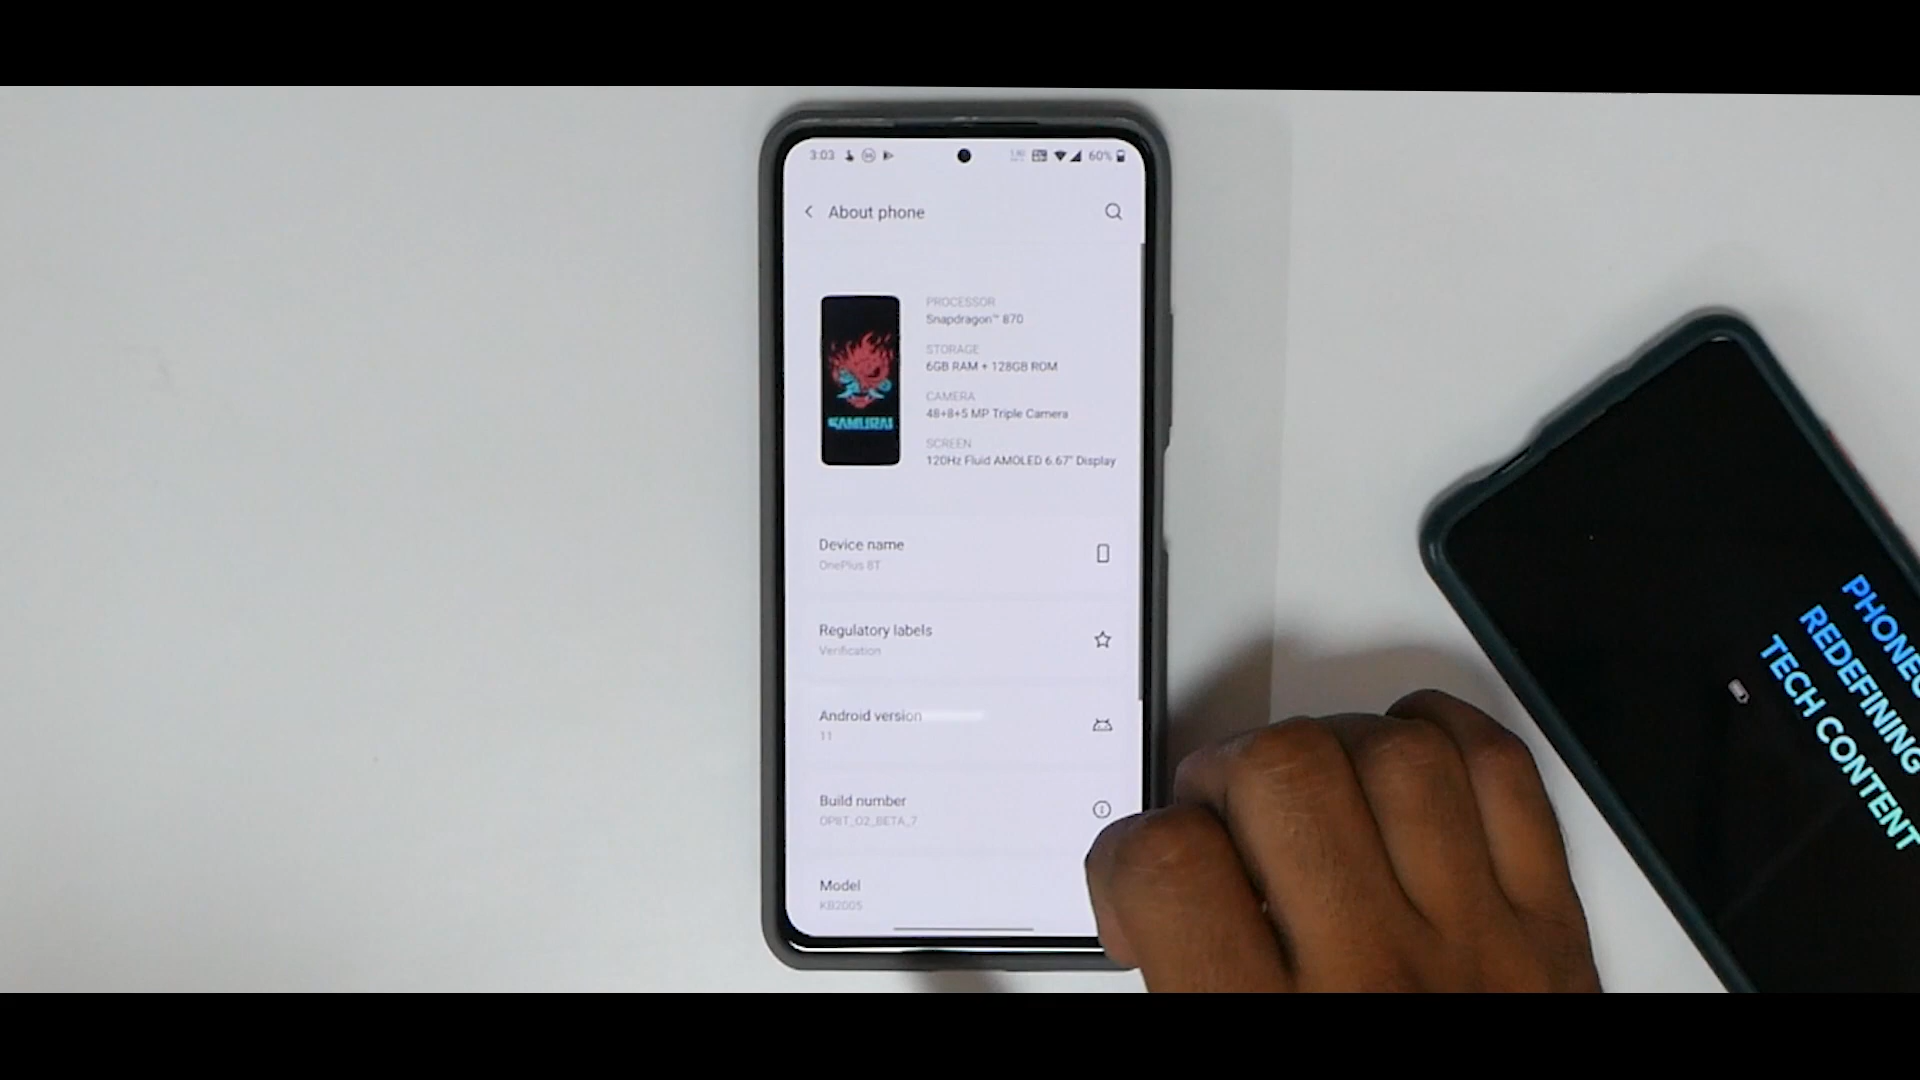 3:03
60%
About phone
SAMURAI
PROCESSOR
Snapdragon™ 870
STORAGE
6GB RAM + 128GB ROM
CAMERA
48+8+5 MP Triple Camera
SCREEN
120Hz Fluid AMOLED 6.67" Display
Device name
OnePlus 8T
Regulatory labels
Verification
Android version
11
Build number
OP8T_O2_BETA_7
Model
KB2005
REDEFINING
TECH CONTENT